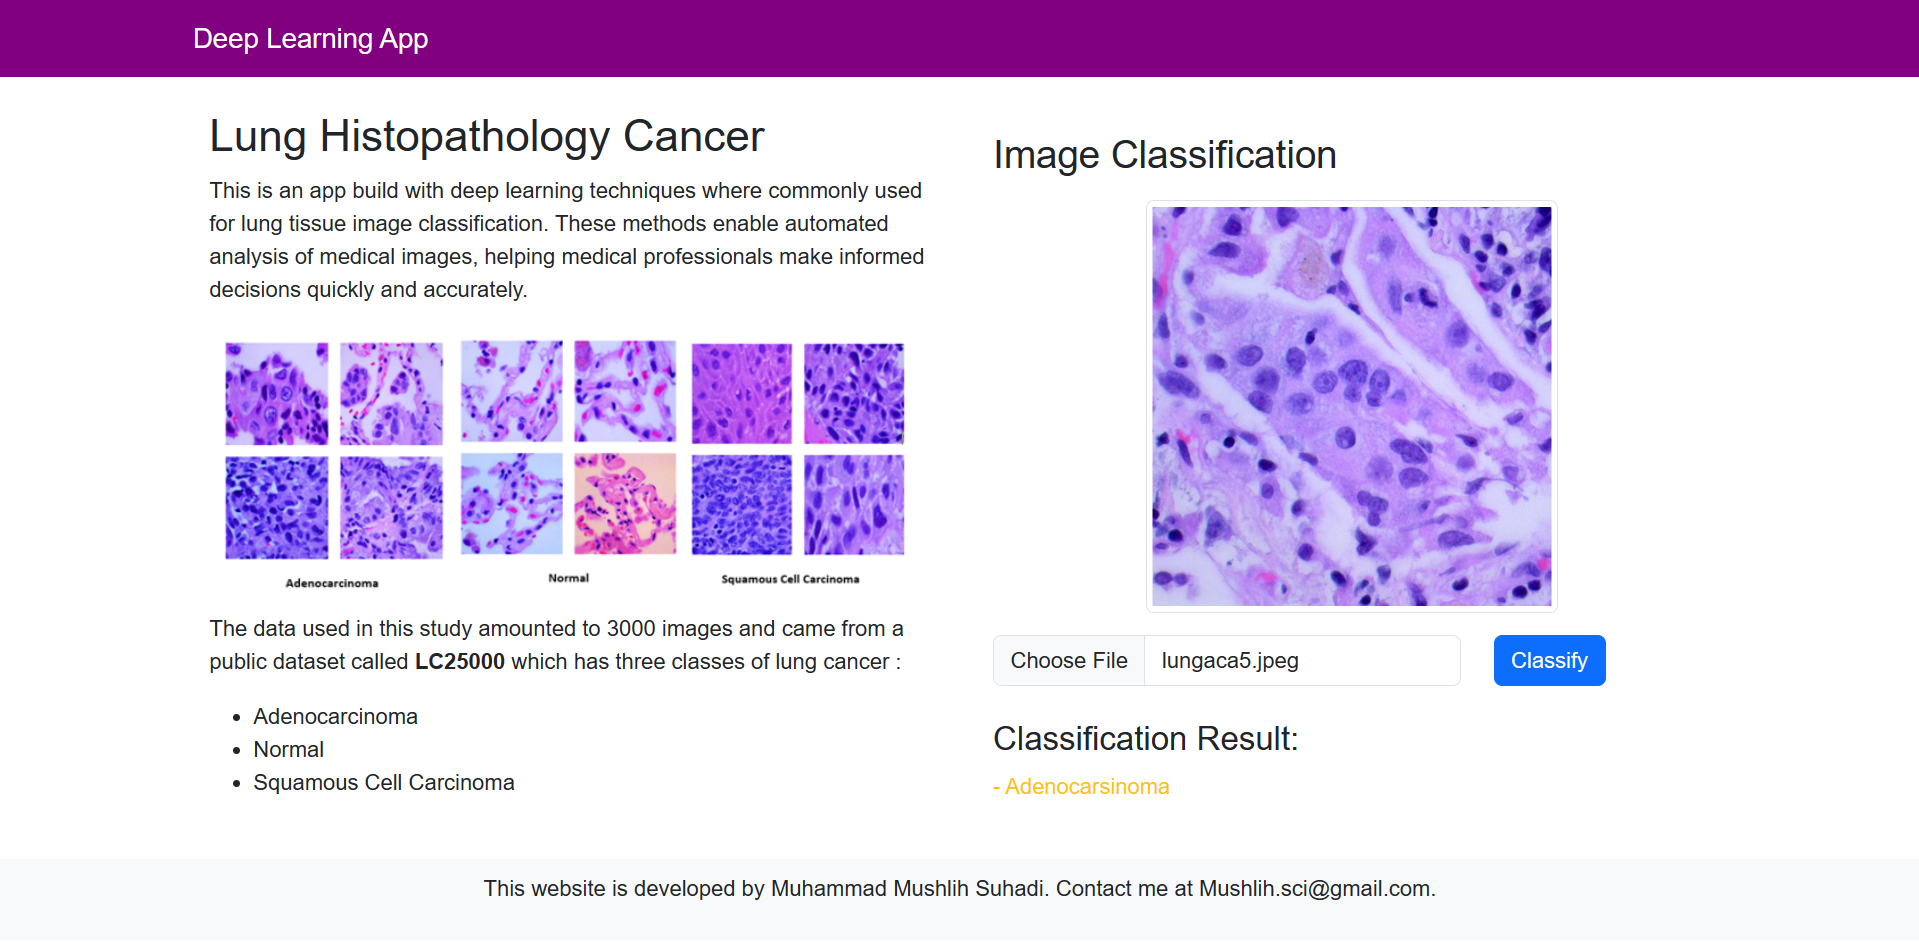 Deep Learning App
Lung Histopathology Cancer
This is an app build with deep learning techniques where commonly used
for lung tissue image classification. These methods enable automated
analysis of medical images, helping medical professionals make informed
decisions quickly and accurately.
Adenocarcinoma
Normal
Squamous Cell Carcinoma
The data used in this study amounted to 3000 images and came from a
public dataset called LC25000 which has three classes of lung cancer :
• Adenocarcinoma
• Normal
• Squamous Cell Carcinoma
Image Classification
Choose File lungaca5.jpeg
Classify
Classification Result:
- Adenocarsinoma
This website is developed by Muhammad Mushlih Suhadi. Contact me at Mushlih.sci@gmail.com.